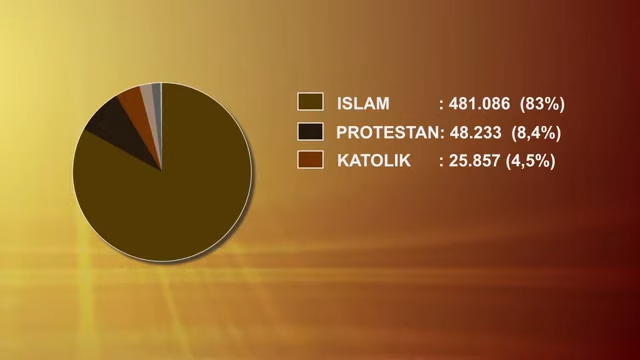 ISLAM : 481.086 (83%)
PROTESTAN: 48.233 (8,4%)
KATOLIK : 25.857 (4,5%)